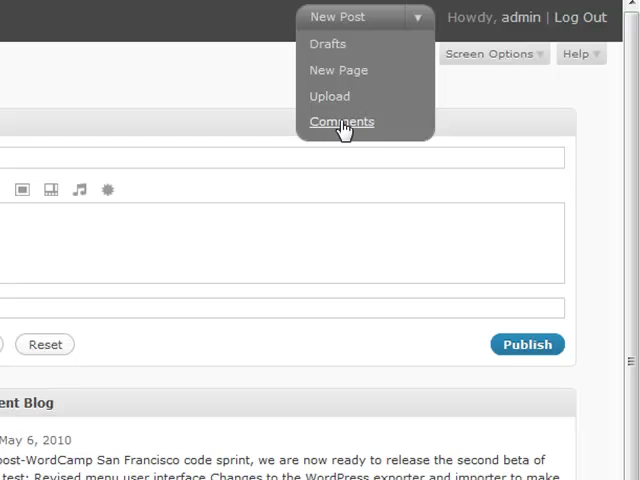 New Post
Howdy, admin | Log Out
Drafts
Screen Options
Help
New Page
Upload
Comments
Reset
Publish
ent Blog
May 6, 2010
post-WordCamp San Francisco code sprint, we are now ready to release the second beta of
test: Revised menu user interface Changes to the WordPress exporter and importer to make